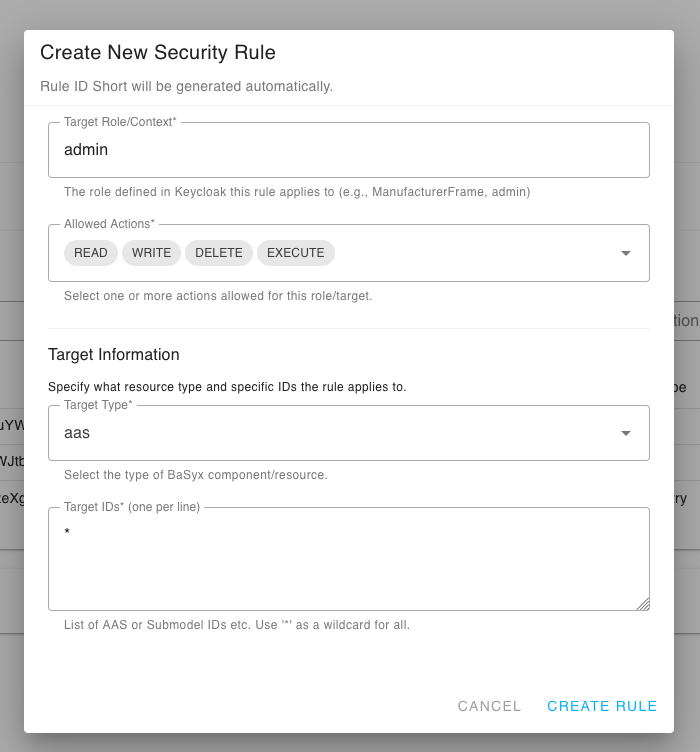 Create New Security Rule
Rule ID Short will be generated automatically.
Target Role/Context*
admin
The role defined in Keycloak this rule applies to (e.g., ManufacturerFrame, admin)
Allowed Actions*
READ WRITE DELETE EXECUTE
Select one or more actions allowed for this role/target.
Target Information
Specify what resource type and specific IDs the rule applies to.
Target Type*
aas
Select the type of BaSyx component/resource.
Target IDs* (one per line)
*
List of AAS or Submodel IDs etc. Use '*' as a wildcard for all.
CANCEL CREATE RULE